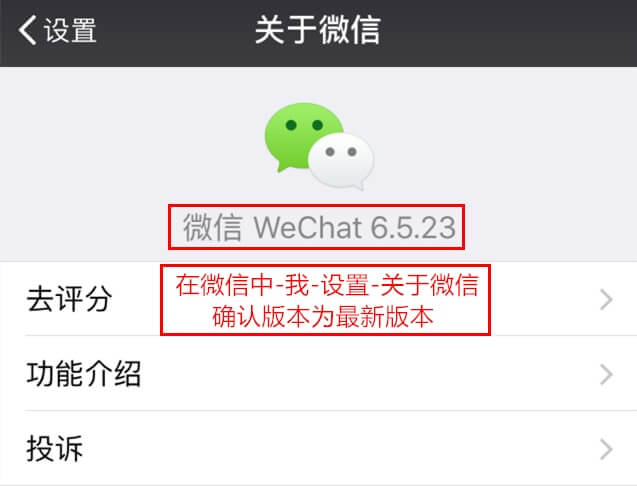 设置
关于微信
微信 WeChat 6.5.23
去评分
在微信中-我-设置-关于微信
确认版本为最新版本
功能介绍
投诉